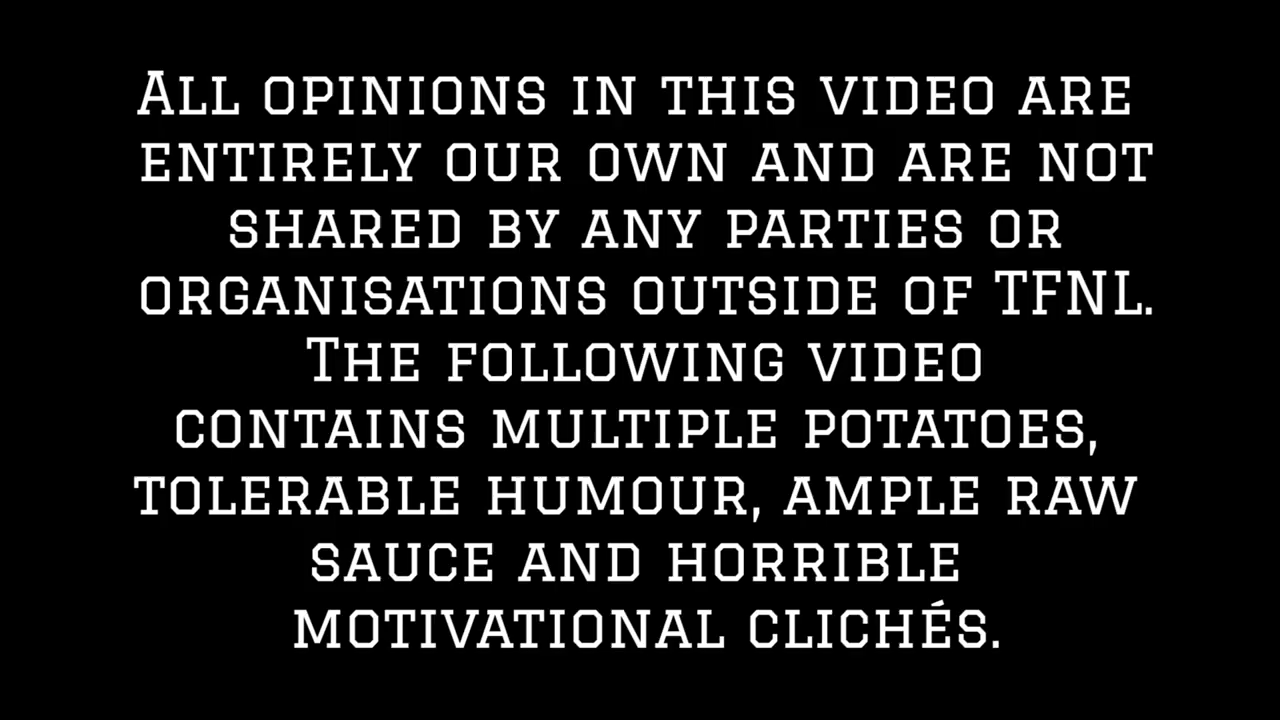 All opinions in this video are
entirely our own and are not
shared by any parties or
organisations outside of TFNL.
The following video
contains multiple potatoes,
tolerable humour, ample raw
sauce and horrible
motivational clichés.